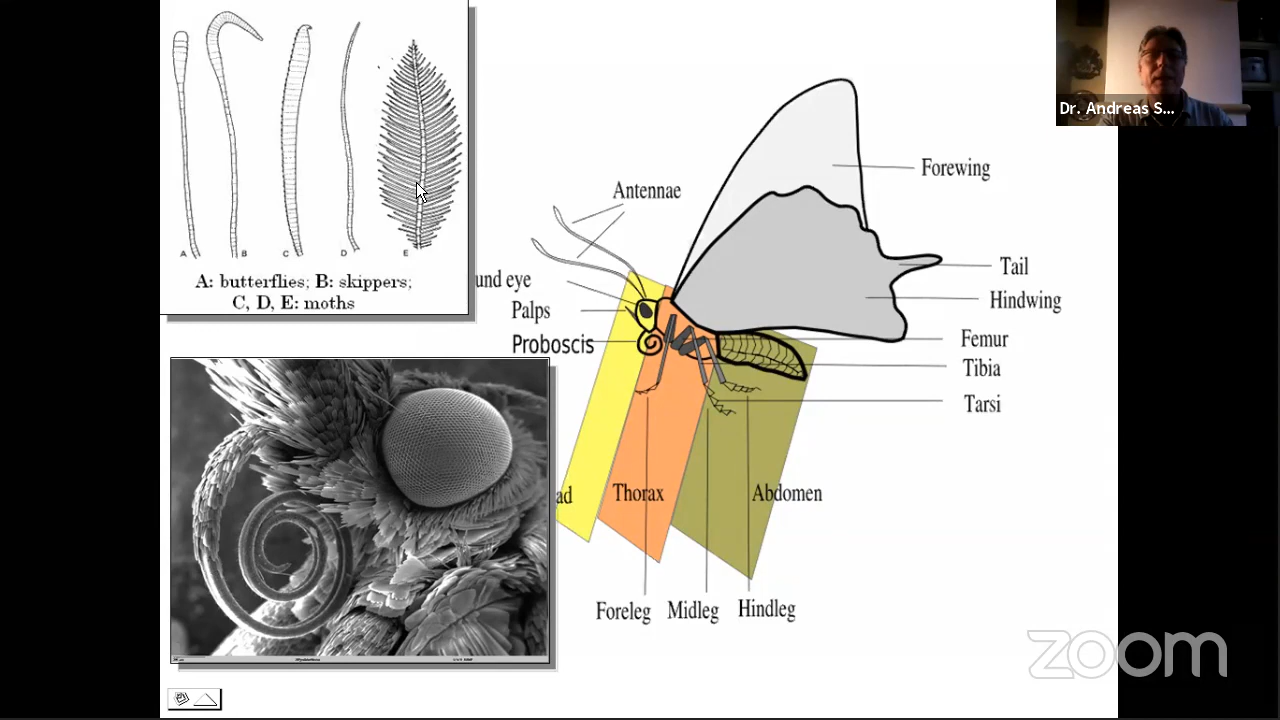 A B C D E
A: butterflies; B: skippers;
C, D, E: moths
Dr. Andreas S...
Antennae
Forewing
und eye
Palps
Proboscis
Tail
Hindwing
Femur
Tibia
Tarsi
ad
Thorax
Abdomen
Foreleg
Midleg
Hindleg
zoom